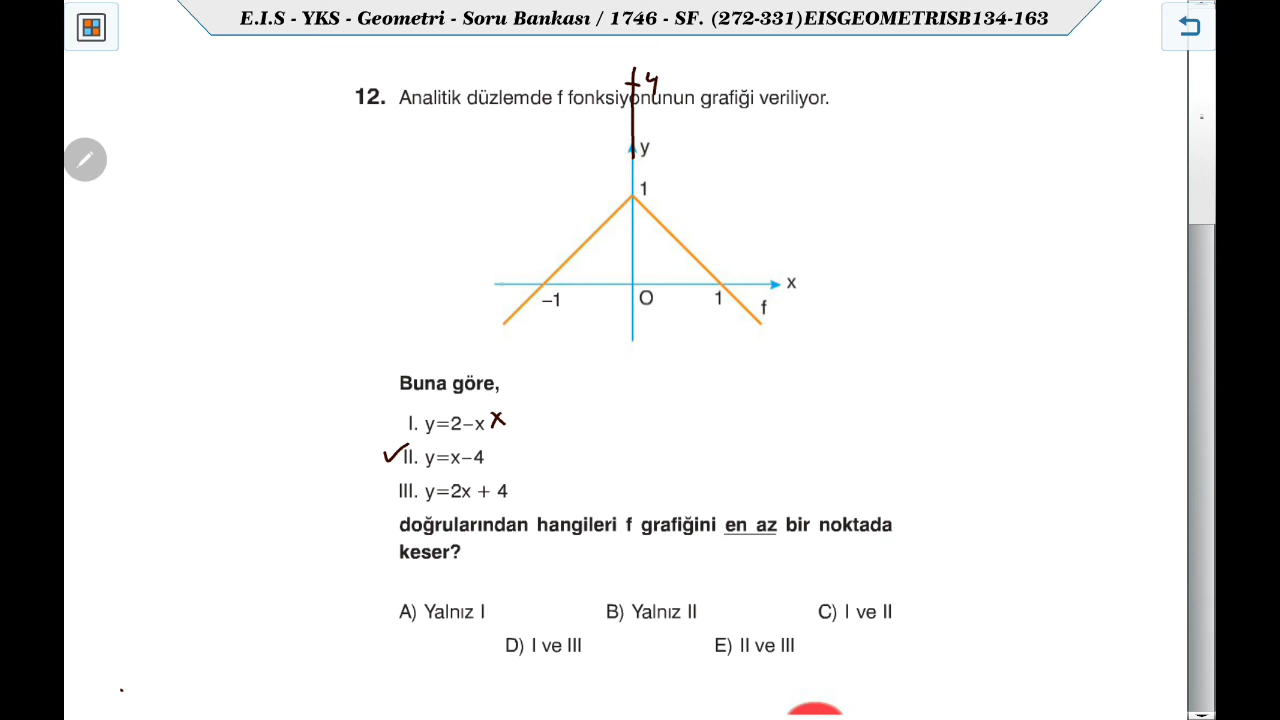 E.I.S - YKS - Geometri - Soru Bankası / 1746 - SF. (272-331)EISGEOMETRISB134-163
4
12. Analitik düzlemde f fonksiyonunun grafiği veriliyor.
y
1
x
–1 O 1 f
Buna göre,
I. y=2–x x
✓II. y=x–4
III. y=2x + 4
doğrularından hangileri f grafiğini en az bir noktada
keser?
A) Yalnız I B) Yalnız II C) I ve II
D) I ve III E) II ve III